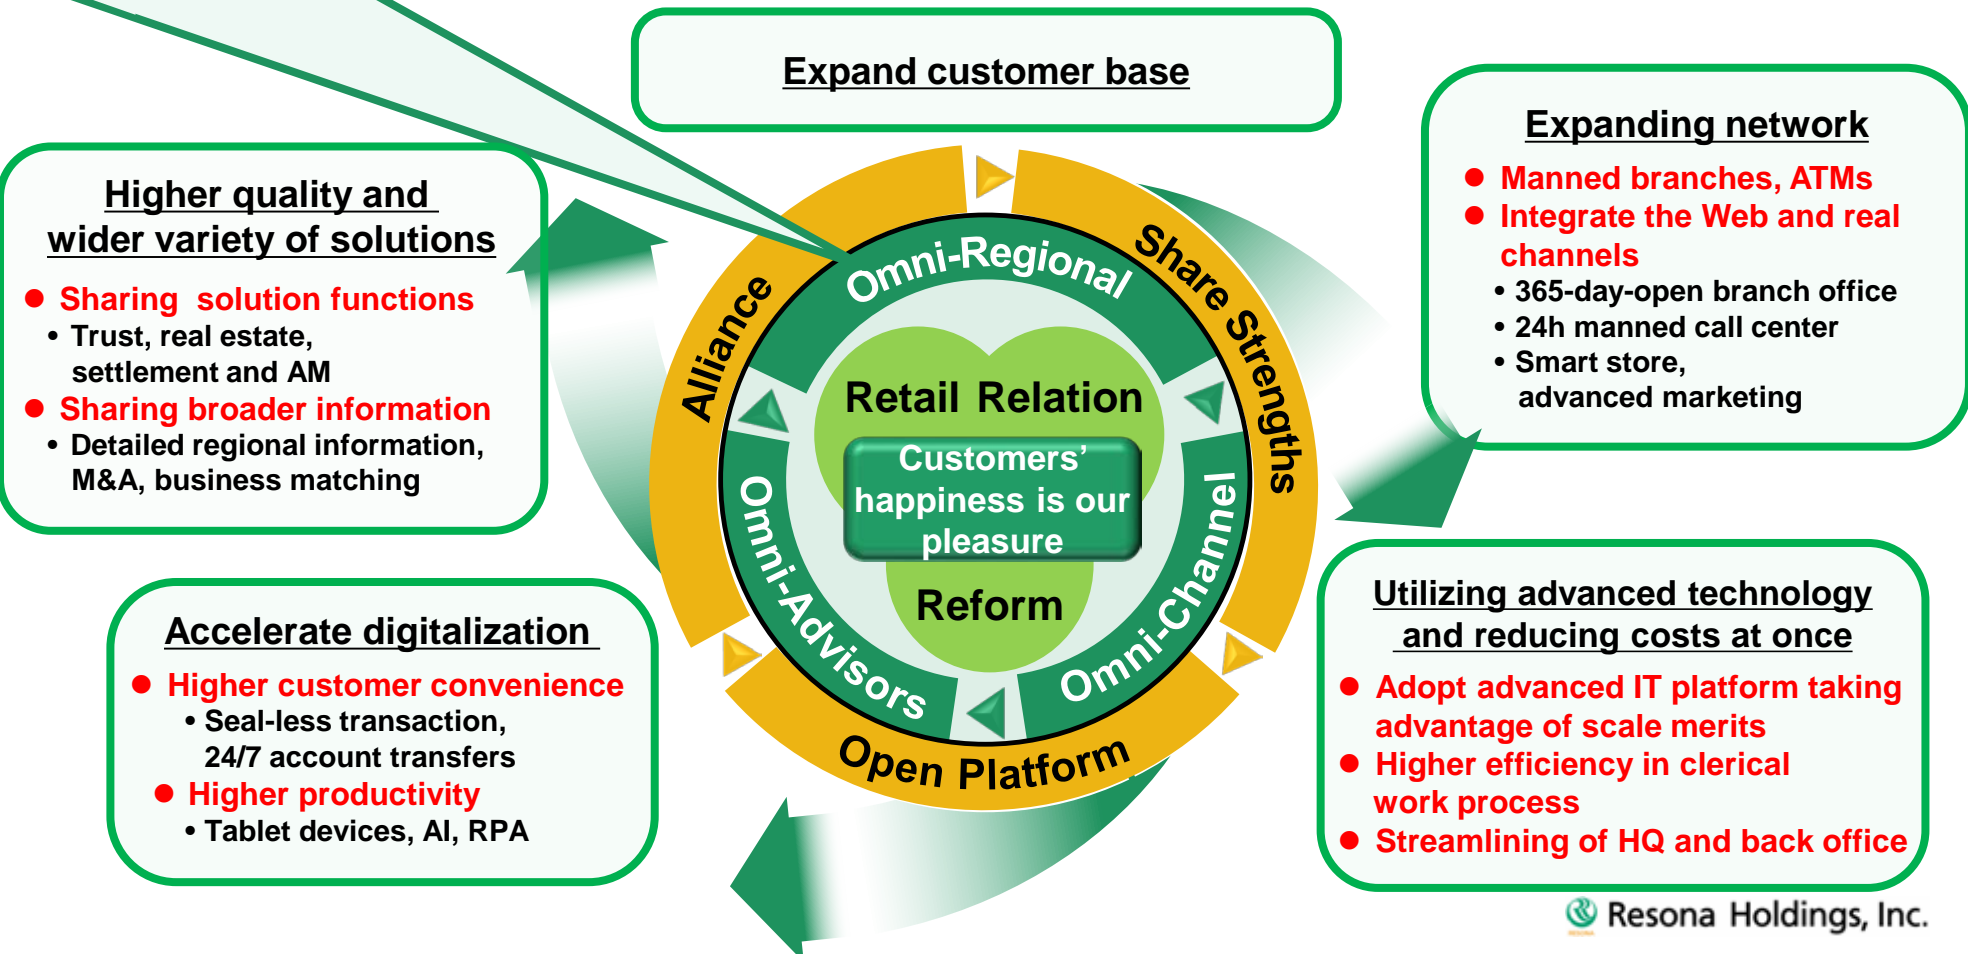 Expand customer base
Higher quality and
wider variety of solutions
● Sharing solution functions
• Trust, real estate,
settlement and AM
● Sharing broader information
• Detailed regional information,
M&A, business matching
Expanding network
● Manned branches, ATMs
● Integrate the Web and real
channels
• 365-day-open branch office
• 24h manned call center
• Smart store,
advanced marketing
Alliance
Share Strengths
Open Platform
Omni-Regional
Omni-Channel
Omni-Advisors
Retail Relation
Customers’
happiness is our
pleasure
Reform
Accelerate digitalization
● Higher customer convenience
• Seal-less transaction,
24/7 account transfers
● Higher productivity
• Tablet devices, AI, RPA
Utilizing advanced technology
and reducing costs at once
● Adopt advanced IT platform taking
advantage of scale merits
● Higher efficiency in clerical
work process
● Streamlining of HQ and back office
RESONA
Resona Holdings, Inc.